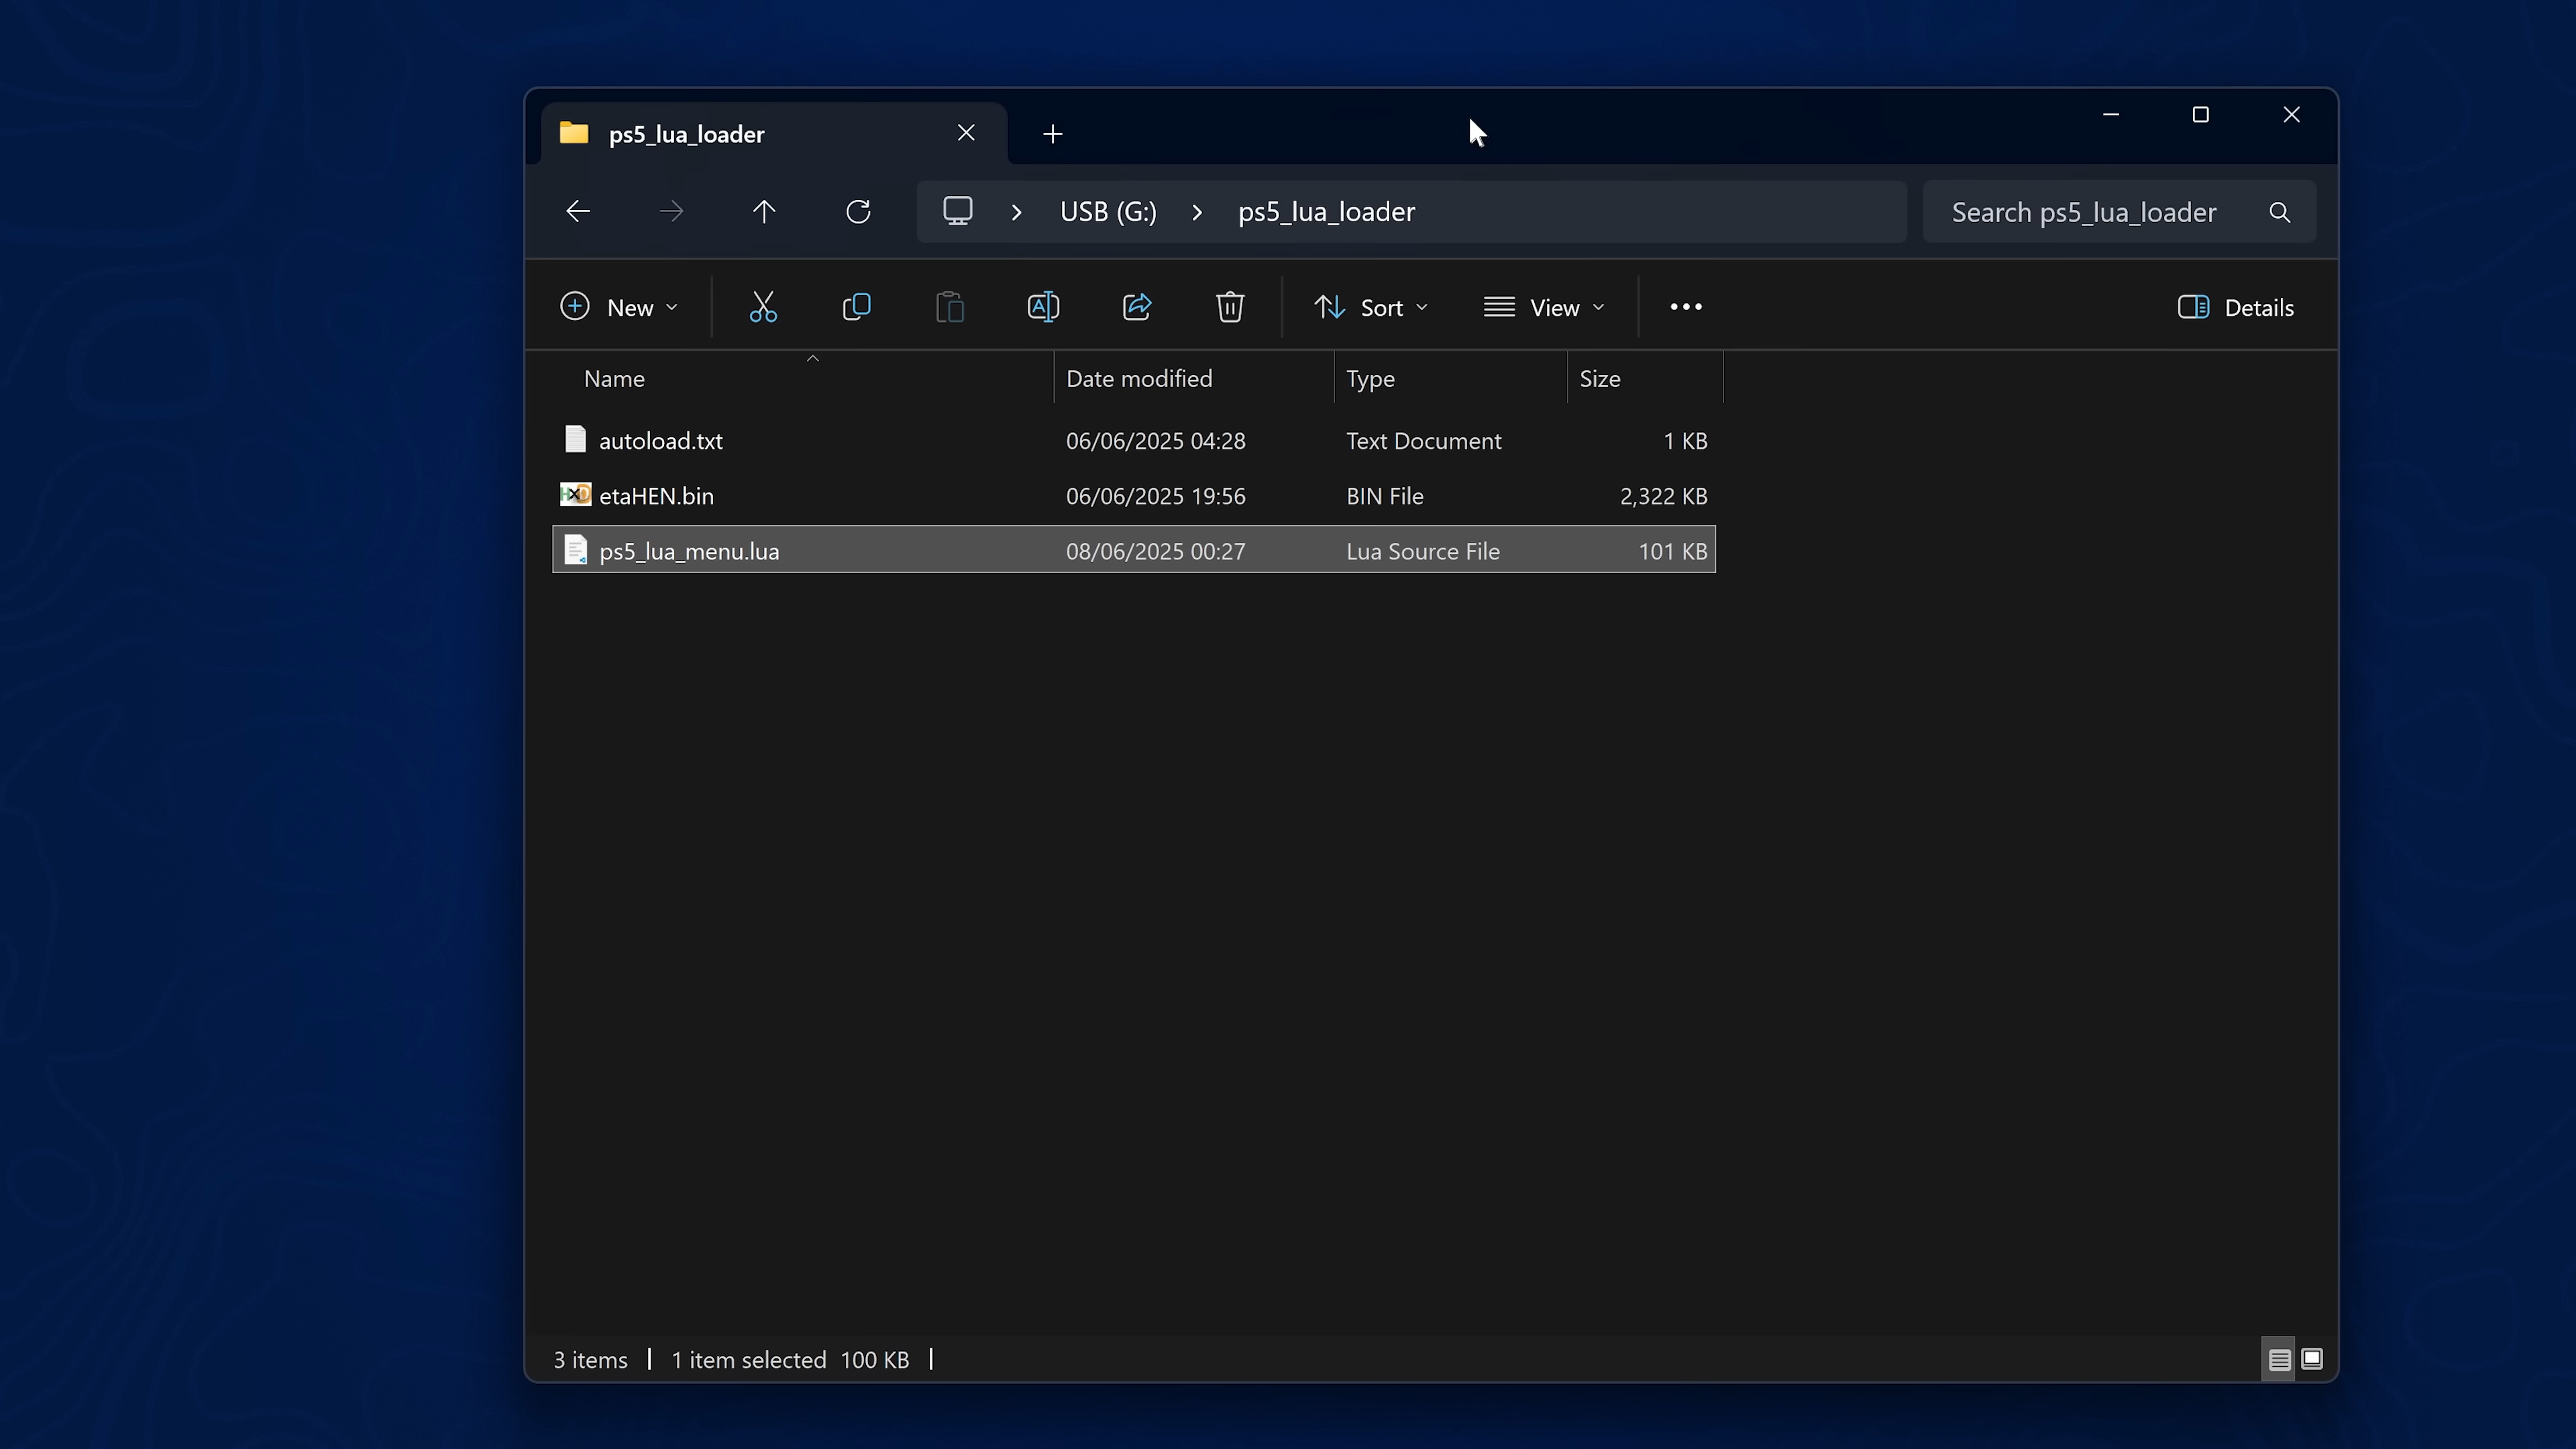 ps5_lua_loader
USB (G:) ps5_lua_loader Search ps5_lua_loader
New Sort View Details
Name Date modified Type Size
autoload.txt 06/06/2025 04:28 Text Document 1 KB
HXD etaHEN.bin 06/06/2025 19:56 BIN File 2,322 KB
ps5_lua_menu.lua 08/06/2025 00:27 Lua Source File 101 KB
3 items 1 item selected 100 KB